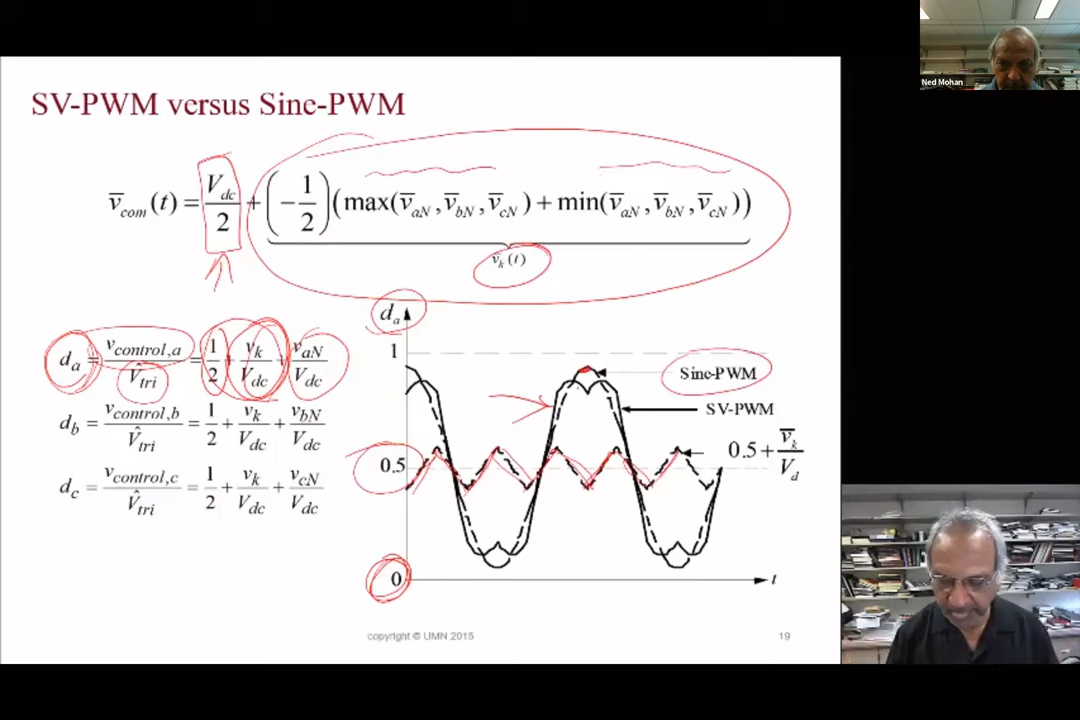 Ned Mohan
SV-PWM versus Sine-PWM
v̅_com(t) = V_dc/2 + (-1/2)(max(v̅_aN, v̅_bN, v̅_cN) + min(v̅_aN, v̅_bN, v̅_cN))
v̅_k(t)
d_a = v_control,a/V̂_tri = 1/2 + v_k/V_dc + v_aN/V_dc
d_b = v_control,b/V̂_tri = 1/2 + v_k/V_dc + v_bN/V_dc
d_c = v_control,c/V̂_tri = 1/2 + v_k/V_dc + v_cN/V_dc
d_a
1
Sine-PWM
SV-PWM
0.5 + v̅_k/V_d
0.5
0
t
copyright © UMN 2015
19